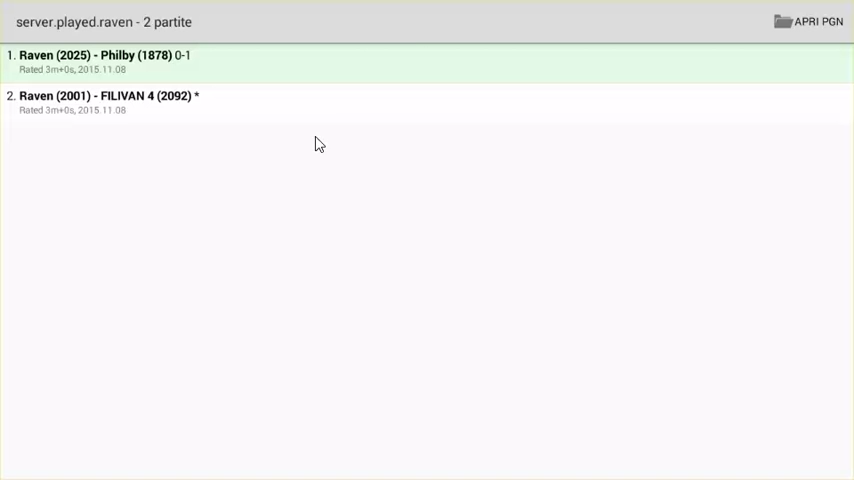 server.played.raven - 2 partite
APRI PGN
1. Raven (2025) - Philby (1878) 0-1
Rated 3m+0s, 2015.11.08
2. Raven (2001) - FILIVAN 4 (2092) *
Rated 3m+0s, 2015.11.08